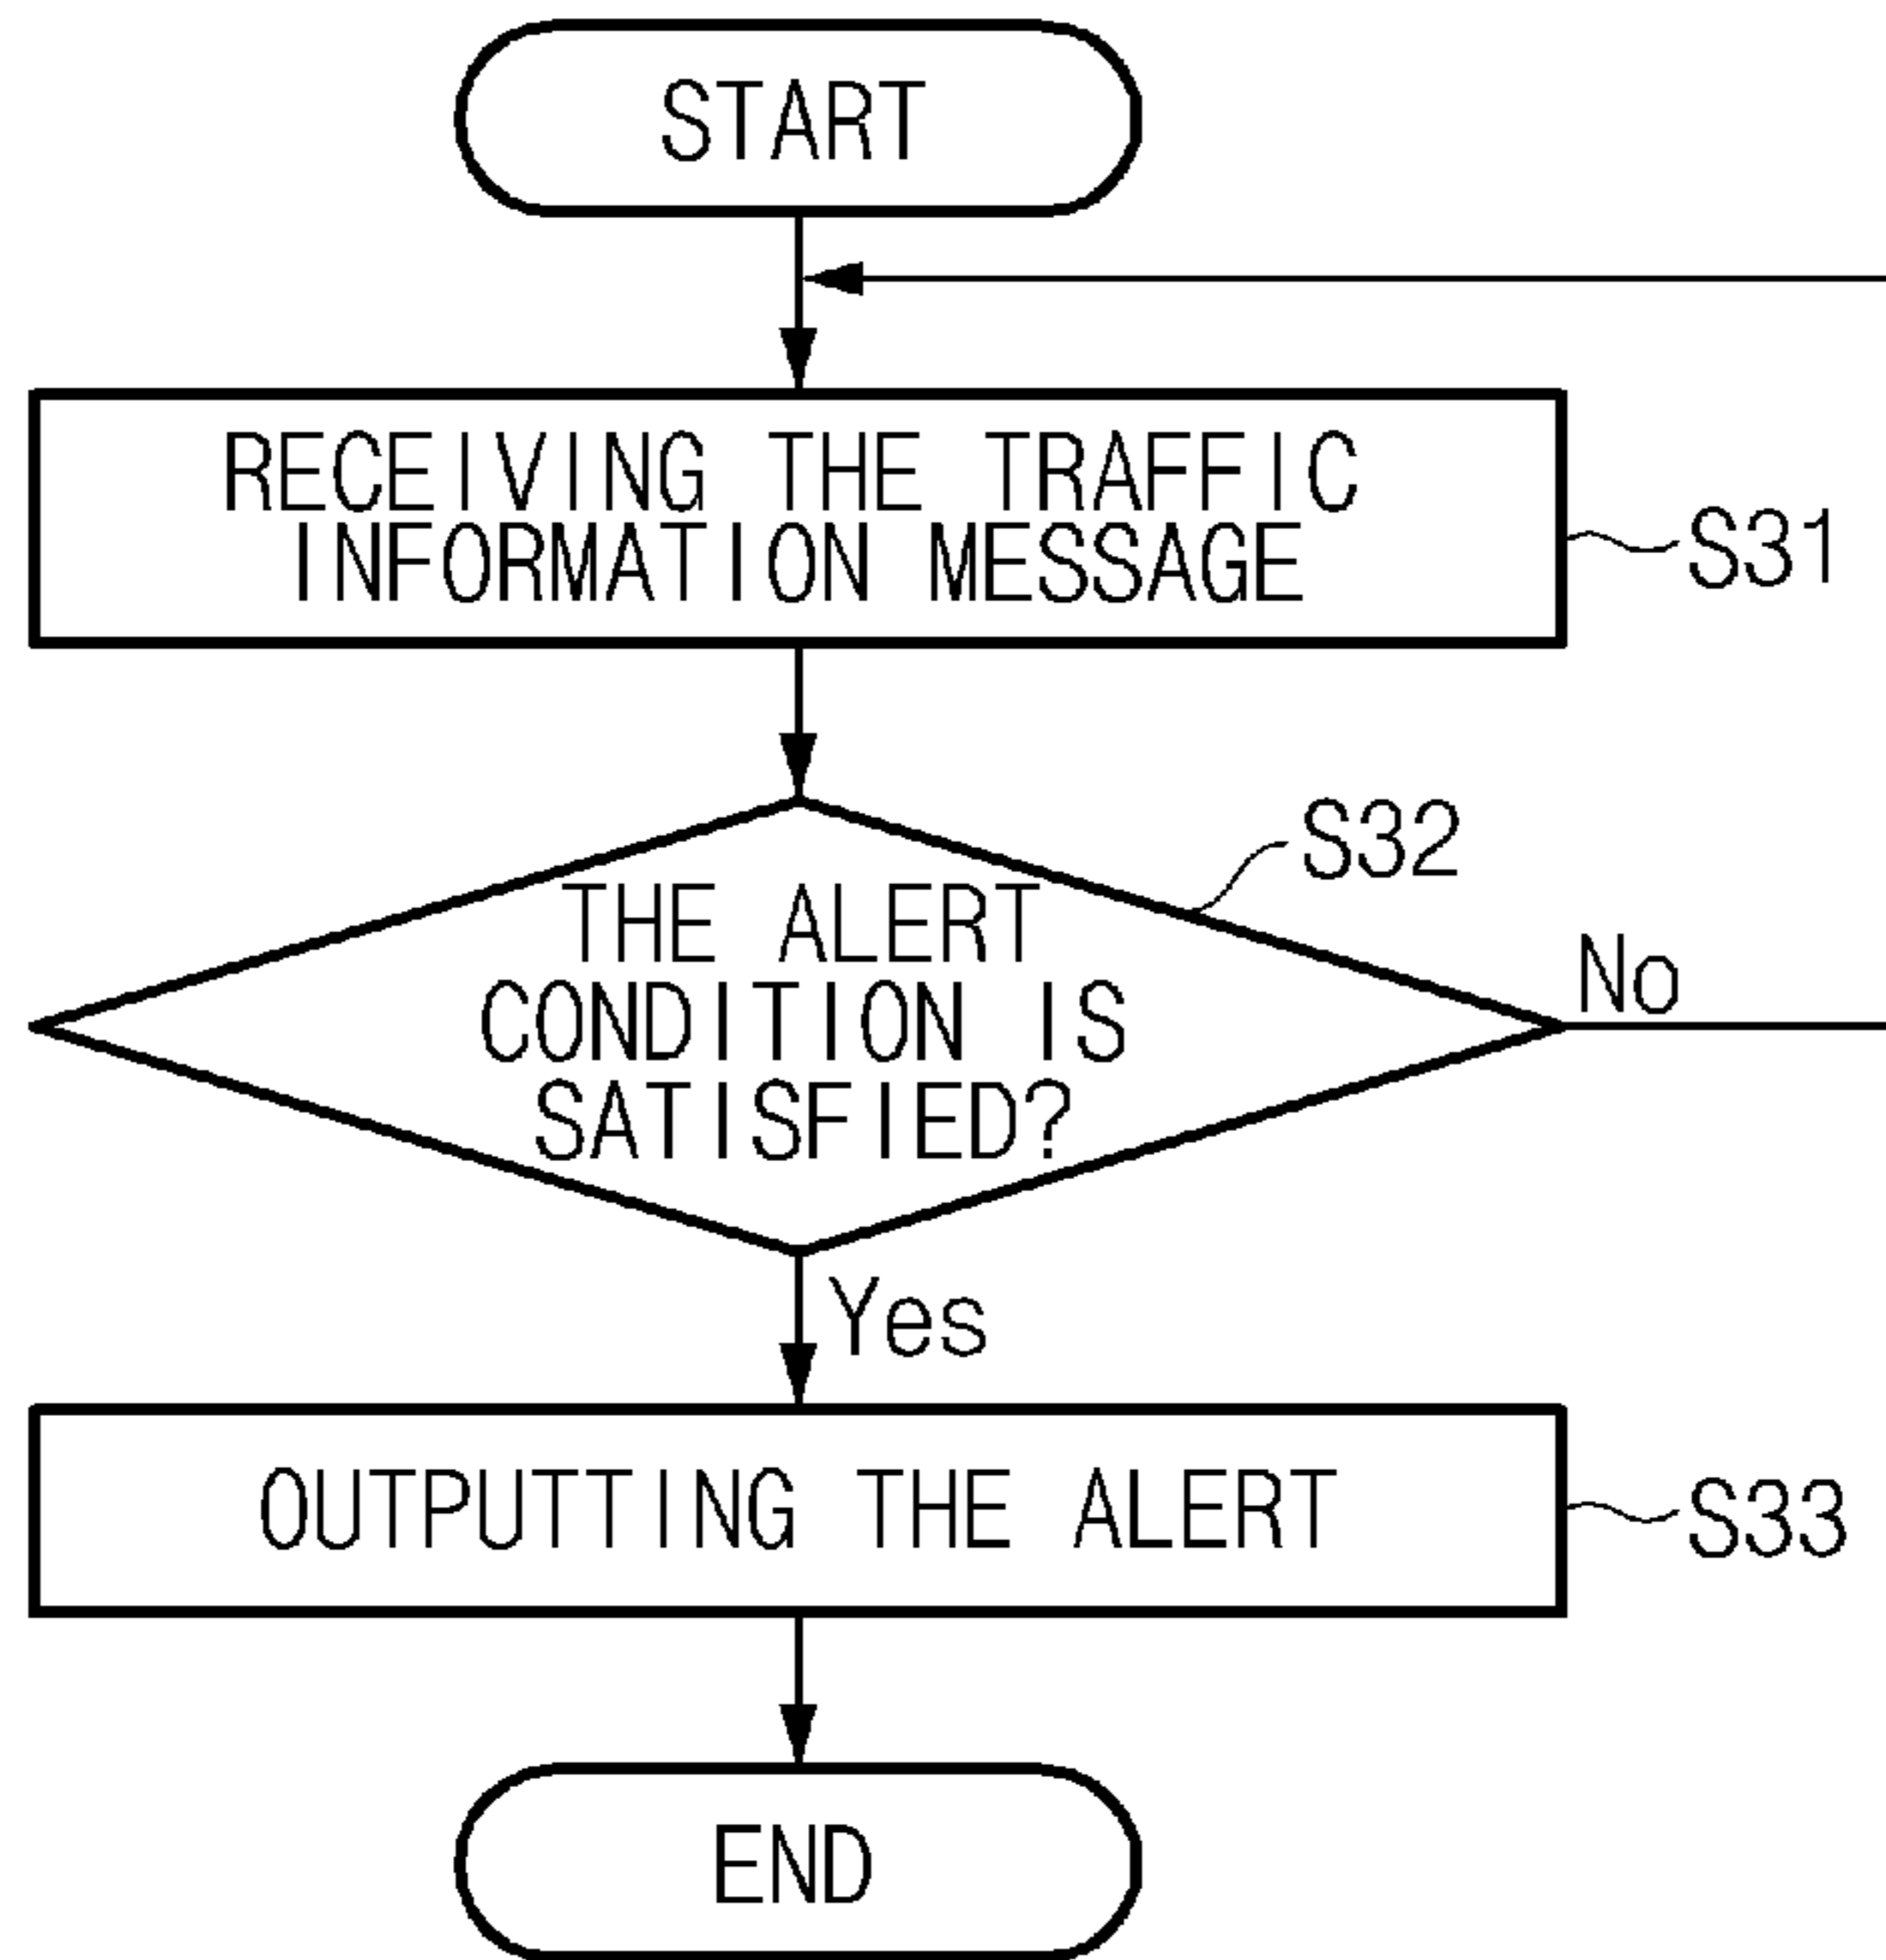 START
RECEIVING THE TRAFFIC
INFORMATION MESSAGE
S31
S32
THE ALERT
CONDITION IS
SATISFIED?
No
Yes
OUTPUTTING THE ALERT
S33
END